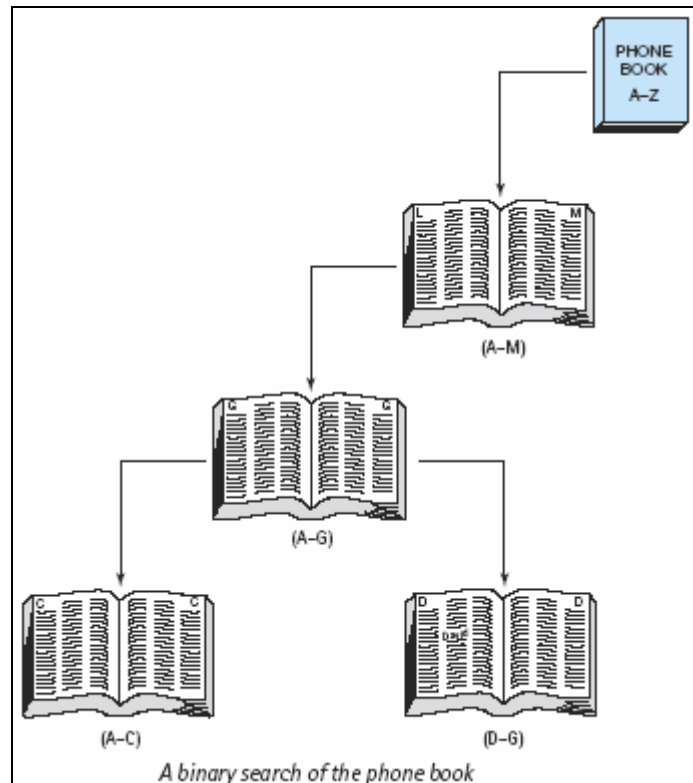 PHONE
BOOK
A–Z
L M
(A–M)
G G
(A–G)
C C
D D
(A–C)
(D–G)
A binary search of the phone book